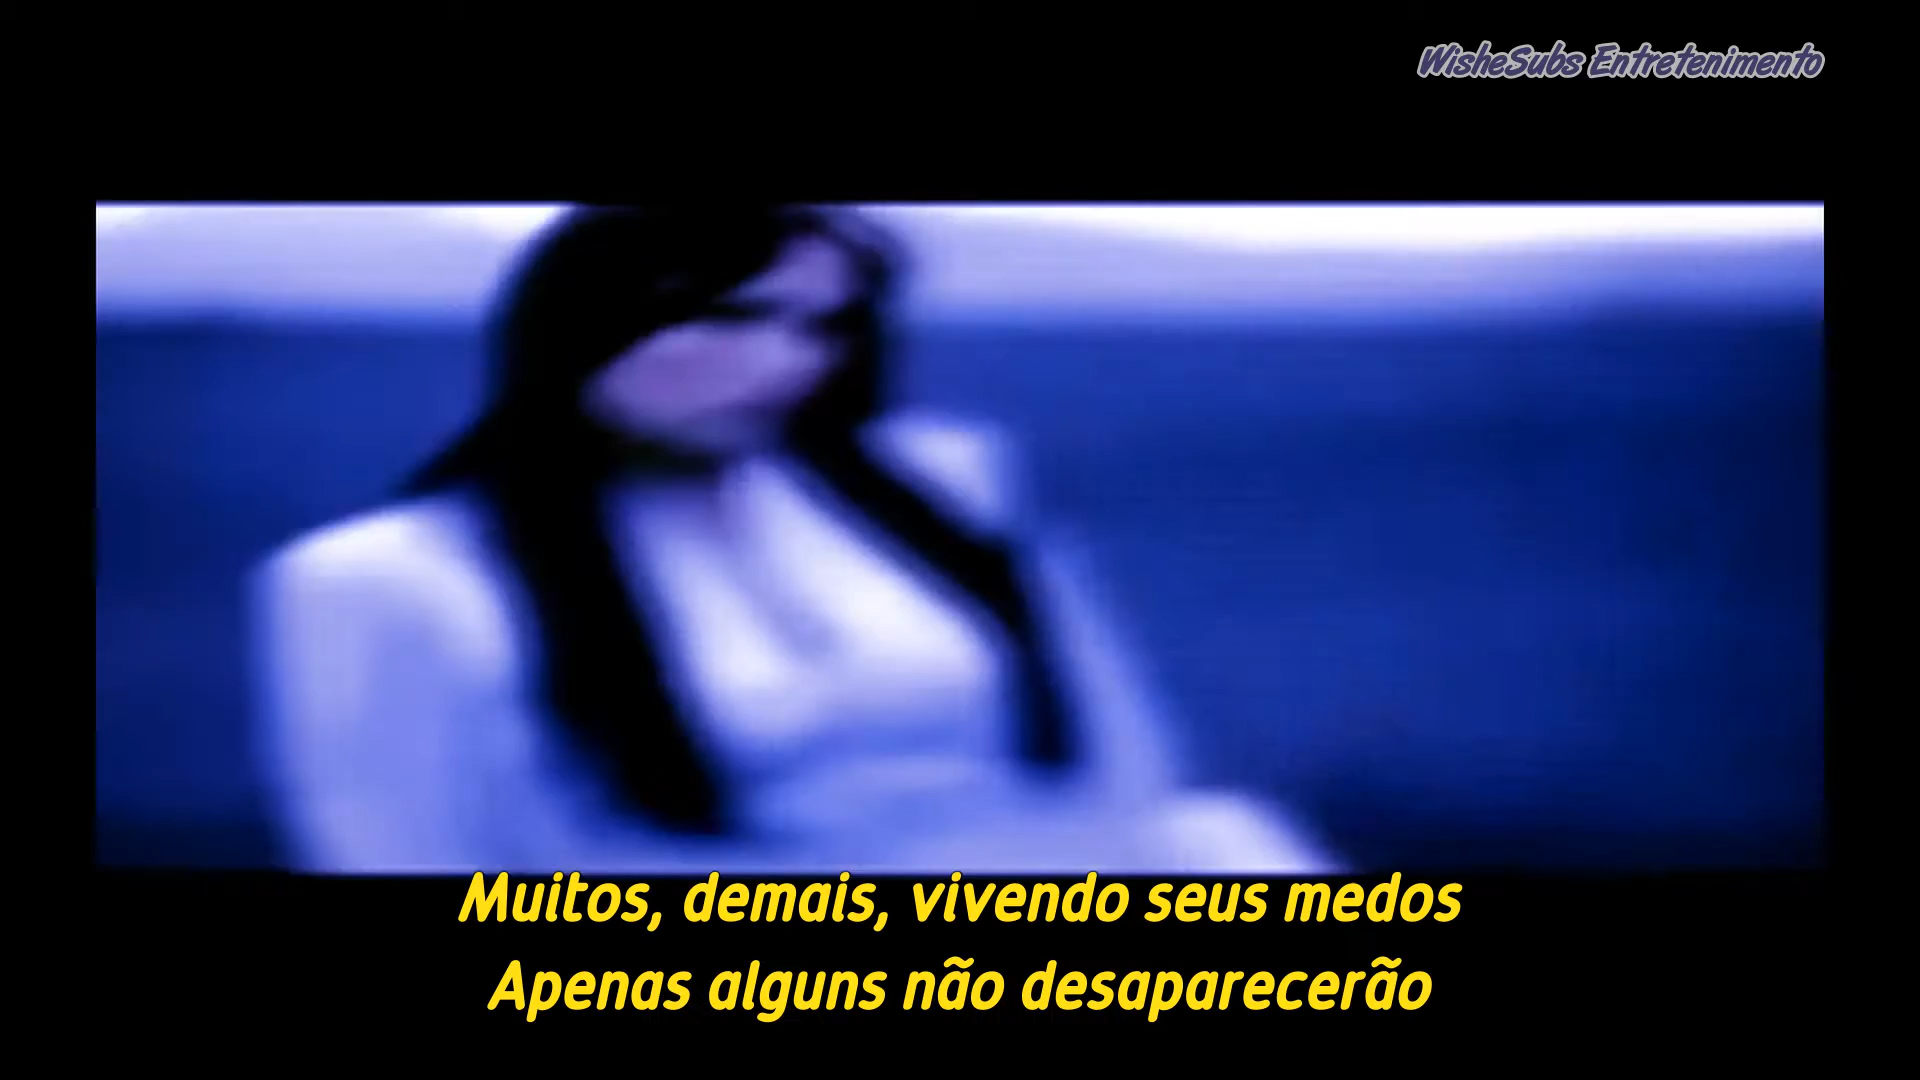 WisheSubs Entretenimento
Muitos, demais, vivendo seus medos
Apenas alguns não desaparecerão